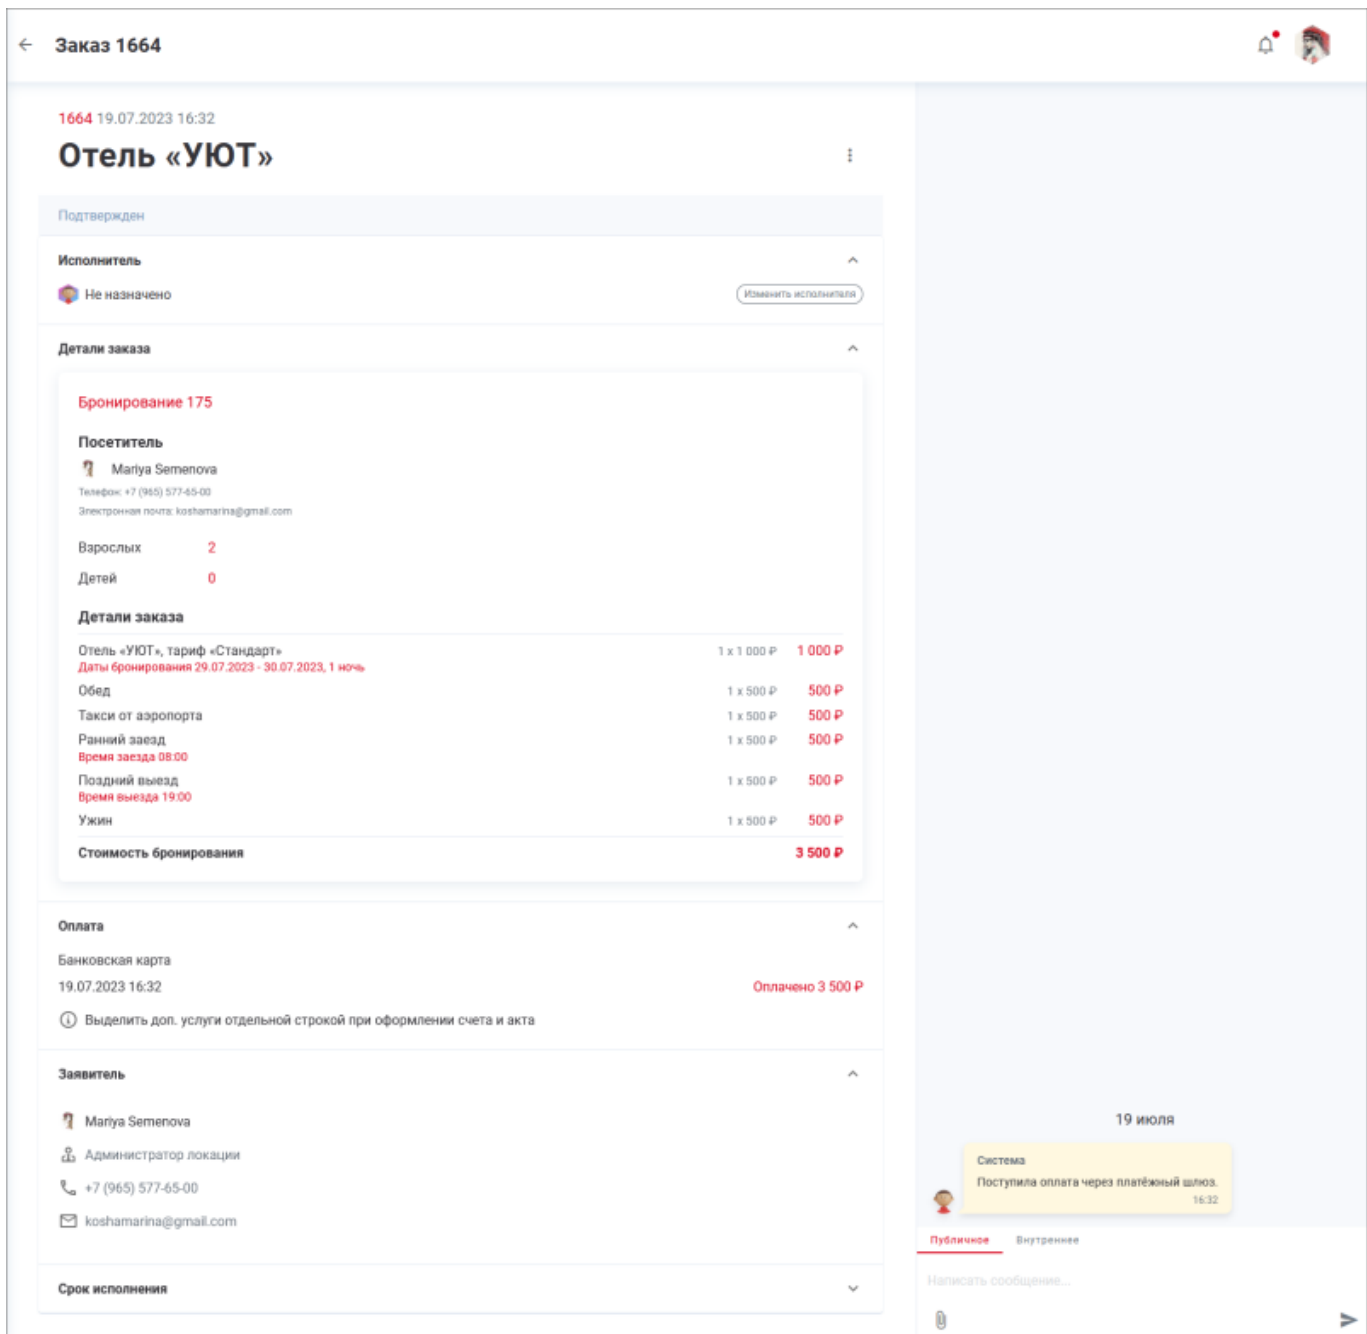 Заказ 1664
1664 19.07.2023 16:32
Отель «УЮТ»
Подтвержден
Исполнитель
Не назначено
Изменить исполнителя
Детали заказа
Бронирование 175
Посетитель
Mariya Semenova
Телефон: +7 (965) 577-65-00
Электронная почта: koshamarina@gmail.com
Взрослых 2
Детей 0
Детали заказа
Отель «УЮТ», тариф «Стандарт» 1 x 1 000 ₽ 1 000 ₽
Даты бронирования 29.07.2023 - 30.07.2023, 1 ночь
Обед 1 x 500 ₽ 500 ₽
Такси от аэропорта 1 x 500 ₽ 500 ₽
Ранний заезд 1 x 500 ₽ 500 ₽
Время заезда 08:00
Поздний выезд 1 x 500 ₽ 500 ₽
Время выезда 19:00
Ужин 1 x 500 ₽ 500 ₽
Стоимость бронирования 3 500 ₽
Оплата
Банковская карта
19.07.2023 16:32 Оплачено 3 500 ₽
Выделить доп. услуги отдельной строкой при оформлении счета и акта
Заявитель
Mariya Semenova
Администратор локации
+7 (965) 577-65-00
koshamarina@gmail.com
Срок исполнения
19 июля
Система
Поступила оплата через платёжный шлюз.
16:32
Публичное Внутреннее
Написать сообщение...